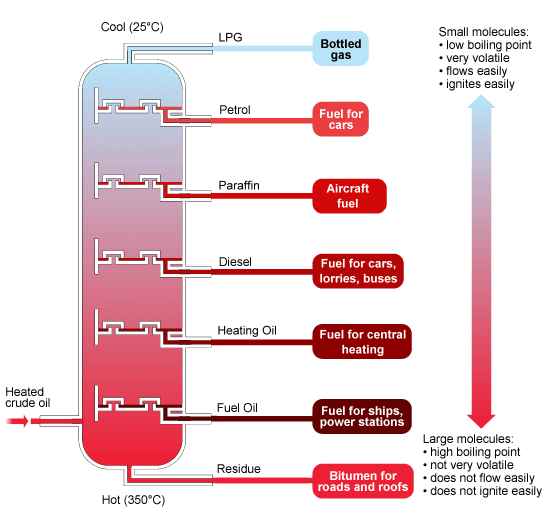 Cool (25°C)
LPG
Bottled
gas
Small molecules:
• low boiling point
• very volatile
• flows easily
• ignites easily
Petrol
Fuel for
cars
Paraffin
Aircraft
fuel
Diesel
Fuel for cars,
lorries, buses
Heating Oil
Fuel for central
heating
Heated
crude oil
Fuel Oil
Fuel for ships,
power stations
Residue
Bitumen for
roads and roofs
Hot (350°C)
Large molecules:
• high boiling point
• not very volatile
• does not flow easily
• does not ignite easily